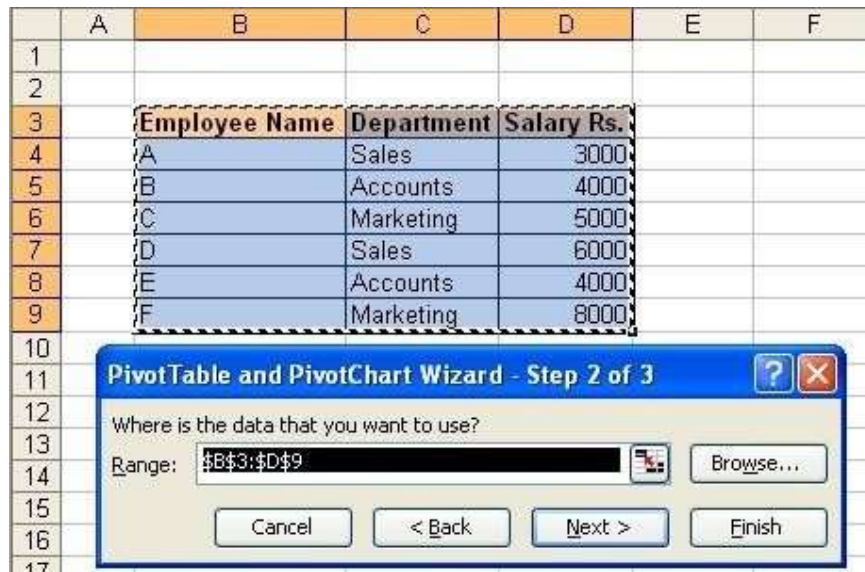 A B C D E F
1
2
3 Employee Name Department Salary Rs.
4 A Sales 3000
5 B Accounts 4000
6 C Marketing 5000
7 D Sales 6000
8 E Accounts 4000
9 F Marketing 8000
10
11 PivotTable and PivotChart Wizard - Step 2 of 3 ?
12 Where is the data that you want to use?
13
14 Range: $B$3:$D$9 Browse...
15
16 Cancel < Back Next > Finish
17